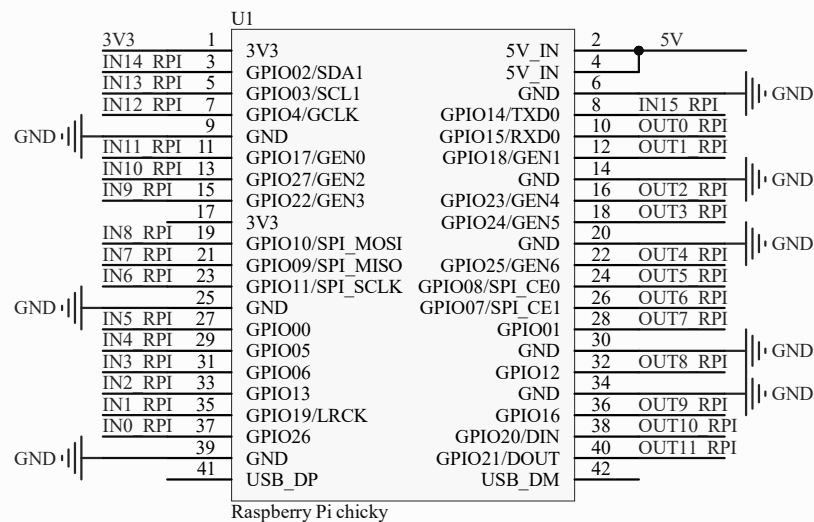 U1
3V3 1 3V3 5V_IN 2 5V
IN14_RPI 3 GPIO02/SDA1 5V_IN 4
IN13_RPI 5 GPIO03/SCL1 GND 6 GND
IN12_RPI 7 GPIO4/GCLK GPIO14/TXD0 8 IN15_RPI
GND 9 GND GPIO15/RXD0 10 OUT0_RPI
IN11_RPI 11 GPIO17/GEN0 GPIO18/GEN1 12 OUT1_RPI
IN10_RPI 13 GPIO27/GEN2 GND 14 GND
IN9_RPI 15 GPIO22/GEN3 GPIO23/GEN4 16 OUT2_RPI
17 3V3 GPIO24/GEN5 18 OUT3_RPI
IN8_RPI 19 GPIO10/SPI_MOSI GND 20 GND
IN7_RPI 21 GPIO09/SPI_MISO GPIO25/GEN6 22 OUT4_RPI
IN6_RPI 23 GPIO11/SPI_SCLK GPIO08/SPI_CE0 24 OUT5_RPI
GND 25 GND GPIO07/SPI_CE1 26 OUT6_RPI
IN5_RPI 27 GPIO00 GPIO01 28 OUT7_RPI
IN4_RPI 29 GPIO05 GND 30 GND
IN3_RPI 31 GPIO06 GPIO12 32 OUT8_RPI
IN2_RPI 33 GPIO13 GND 34 GND
IN1_RPI 35 GPIO19/LRCK GPIO16 36 OUT9_RPI
IN0_RPI 37 GPIO26 GPIO20/DIN 38 OUT10_RPI
GND 39 GND GPIO21/DOUT 40 OUT11_RPI
41 USB_DP USB_DM 42
Raspberry Pi chicky